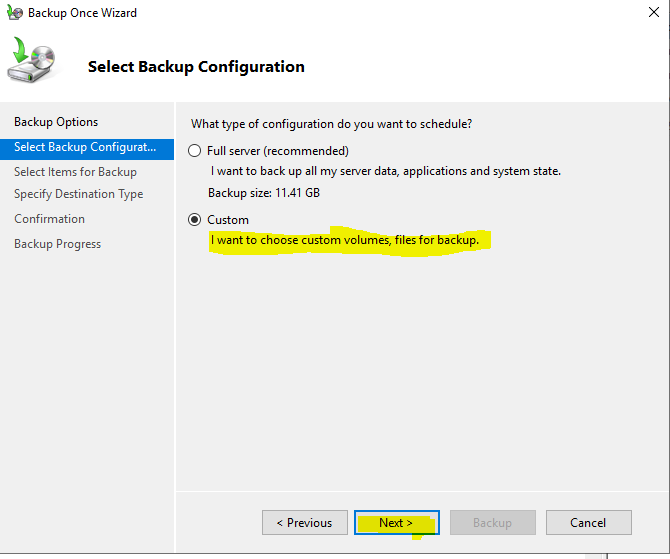 Backup Once Wizard
Select Backup Configuration
Backup Options
Select Backup Configurat...
Select Items for Backup
Specify Destination Type
Confirmation
Backup Progress
What type of configuration do you want to schedule?
Full server (recommended)
I want to back up all my server data, applications and system state.
Backup size: 11.41 GB
Custom
I want to choose custom volumes, files for backup.
< Previous
Next >
Backup
Cancel